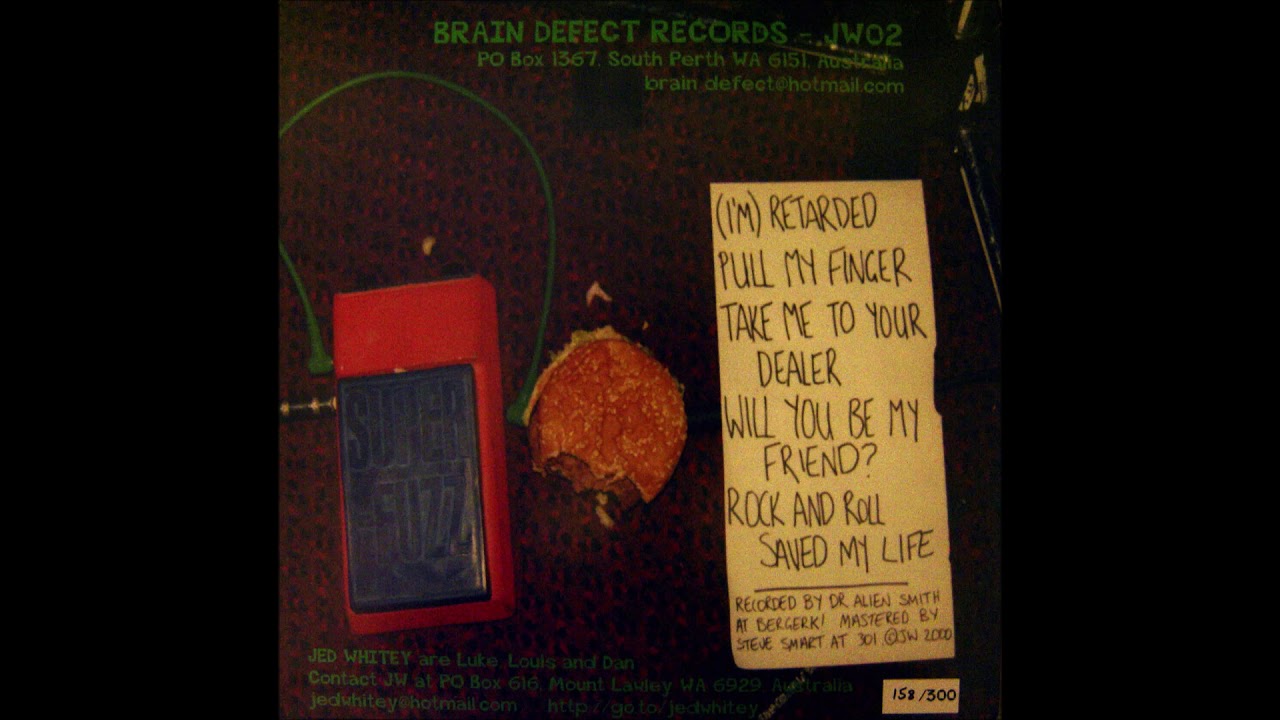 BRAIN DEFECT RECORDS - JW02
PO Box 1367, South Perth WA 6151, Australia
brain defect@hotmail.com
(I'M) RETARDED
PULL MY FINGER
TAKE ME TO YOUR
DEALER
WILL YOU BE MY
FRIEND?
ROCK AND ROLL
SAVED MY LIFE
RECORDED BY DR ALIEN SMITH
AT BERGERK! MASTERED BY
STEVE SMART AT 301 ©JW 2000
SUPER
FUZZ
JED WHITEY are Luke, Louis and Dan
Contact JW at PO Box 616, Mount Lawley WA 6929, Australia
jedwhitey@hotmail.com http://go.to/jedwhitey
158/300